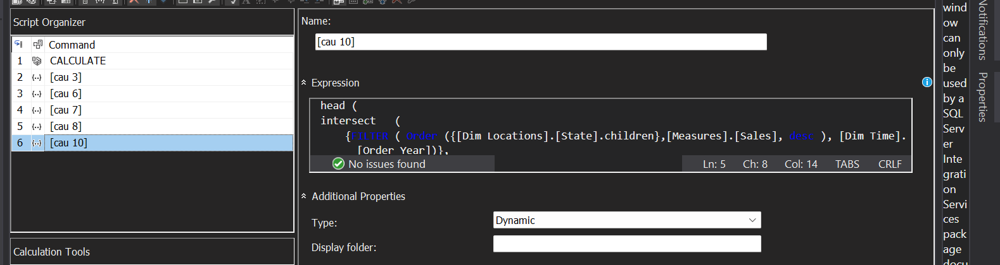 Script Organizer
Command
1 CALCULATE
2 [cau 3]
3 [cau 6]
4 [cau 7]
5 [cau 8]
6 [cau 10]
Calculation Tools
Name:
[cau 10]
Expression
head (
intersect   (
{FILTER ( Order ({[Dim Locations].[State].children},[Measures].[Sales], desc ), [Dim Time].
[Order Year])},
No issues found
Ln: 5 Ch: 8 Col: 14 TABS CRLF
Additional Properties
Type:
Dynamic
Display folder:
wind
ow
can
only
be
used
by a
SQL
Serv
er
Inte
grati
on
Servi
ces
pack
age
docu
Notifications
Properties